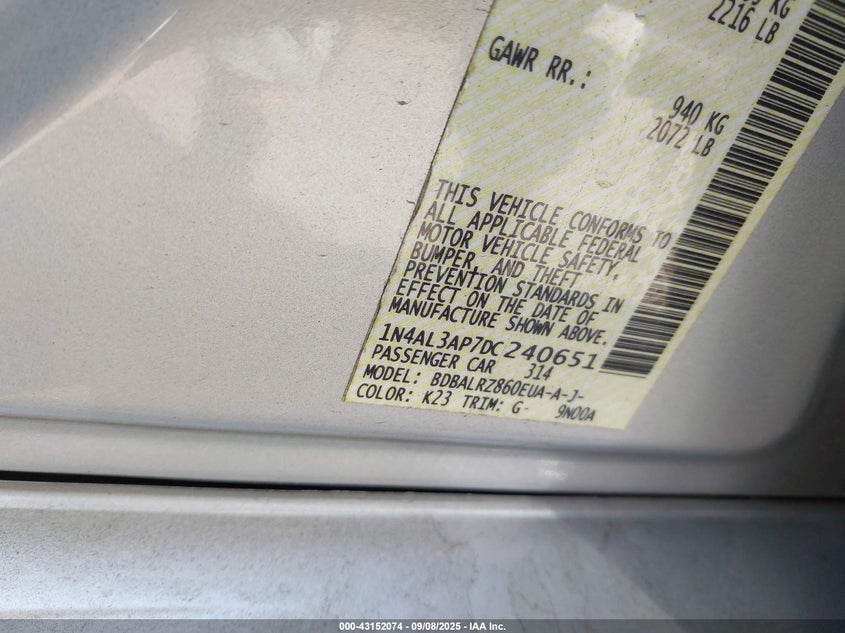 KG
2216 LB
GAWR RR.:
940 KG
2072 LB
THIS VEHICLE CONFORMS TO
ALL APPLICABLE FEDERAL
MOTOR VEHICLE SAFETY,
BUMPER, AND THEFT
PREVENTION STANDARDS IN
EFFECT ON THE DATE OF
MANUFACTURE SHOWN ABOVE.
1N4AL3AP7DC240651
PASSENGER CAR 314
MODEL: BDBALRZ860EUA-A-J-
COLOR: K23 TRIM: G- 9N00A
000-43152074 - 09/08/2025 - IAA Inc.